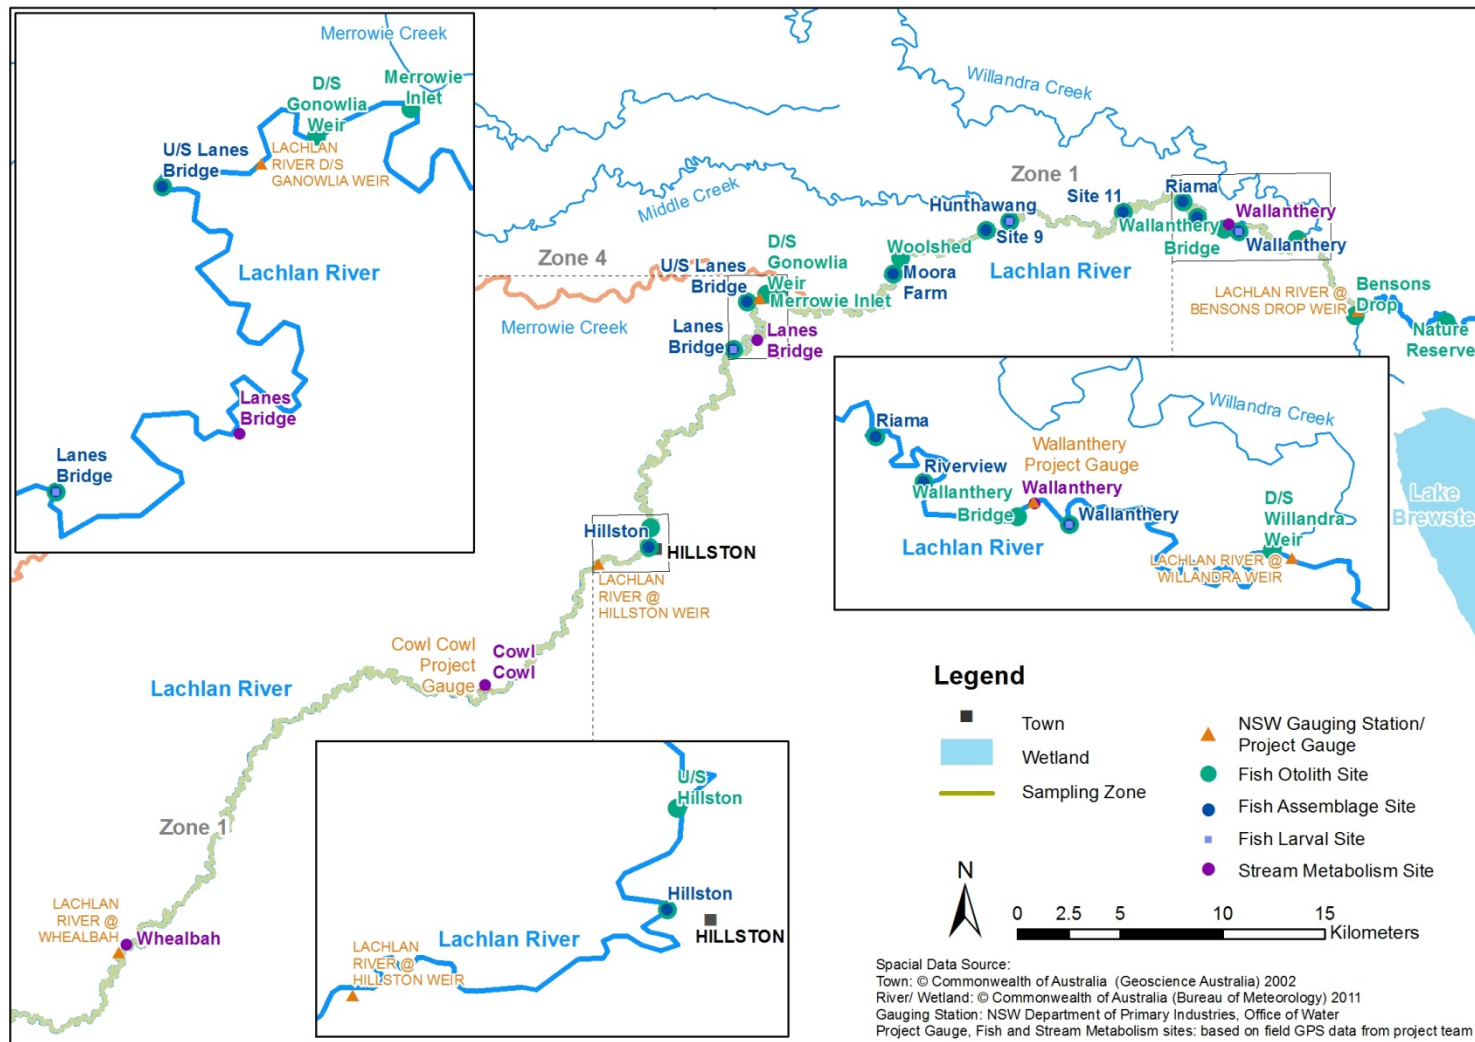 Merrowie Creek
D/S
Gonowlia
Weir
Merrowie
Inlet
U/S Lanes
Bridge
LACHLAN
RIVER D/S
GANOWLIA WEIR
Lachlan River
Lanes
Bridge
Lanes
Bridge
Willandra Creek
Zone 1
Middle Creek
Hunthawang
Site 11
Riama
Wallanthery
Wallanthery
Bridge
Wallanthery
Site 9
Woolshed
Lachlan River
Moora
Farm
D/S
Gonowlia
Weir
Merrowie Inlet
U/S Lanes
Bridge
Zone 4
Merrowie Creek
Lanes
Bridge
Lanes
Bridge
LACHLAN RIVER @
BENSONS DROP WEIR
Bensons
Drop
Nature
Reserve
Willandra Creek
Riama
Riverview
Wallanthery
Project Gauge
Wallanthery
Wallanthery
Bridge
Wallanthery
Lachlan River
D/S
Willandra
Weir
LACHLAN RIVER @
WILLANDRA WEIR
Lake
Brewste
Hillston
HILLSTON
LACHLAN
RIVER @
HILLSTON WEIR
Cowl Cowl
Project
Gauge
Cowl
Cowl
Lachlan River
Zone 1
LACHLAN
RIVER @
WHEALBAH
Whealbah
U/S
Hillston
Hillston
HILLSTON
Lachlan River
LACHLAN
RIVER @
HILLSTON WEIR
Legend
Town
Wetland
Sampling Zone
NSW Gauging Station/
Project Gauge
Fish Otolith Site
Fish Assemblage Site
Fish Larval Site
Stream Metabolism Site
N
0 2.5 5 10 15
Kilometers
Spacial Data Source:
Town: © Commonwealth of Australia (Geoscience Australia) 2002
River/ Wetland: © Commonwealth of Australia (Bureau of Meteorology) 2011
Gauging Station: NSW Department of Primary Industries, Office of Water
Project Gauge, Fish and Stream Metabolism sites: based on field GPS data from project team